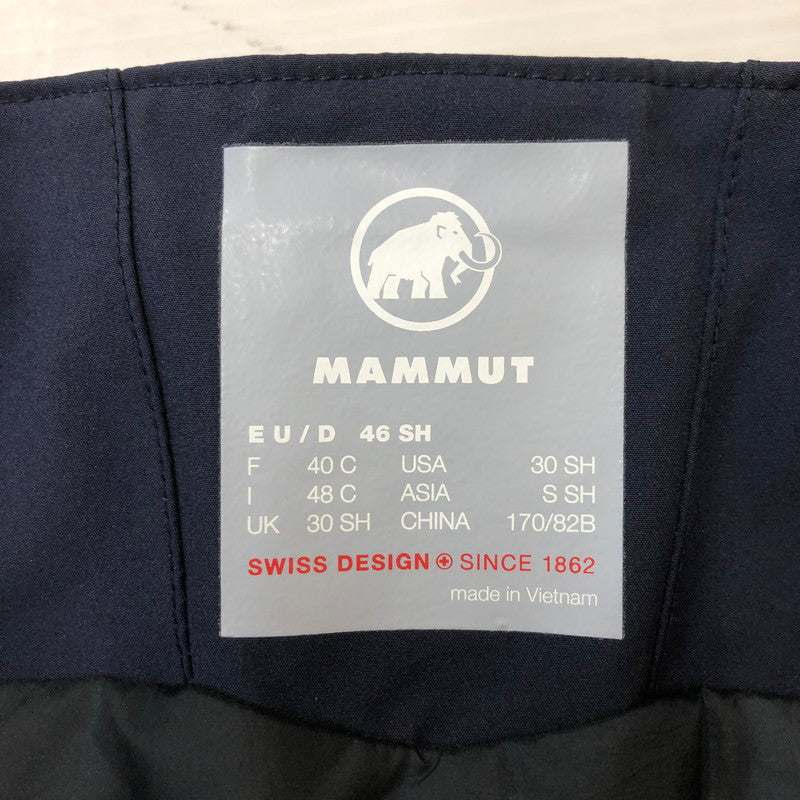 MAMMUT
EU/D 46 SH
F 40 C USA 30 SH
I 48 C ASIA S SH
UK 30 SH CHINA 170/82B
SWISS DESIGN SINCE 1862
made in Vietnam